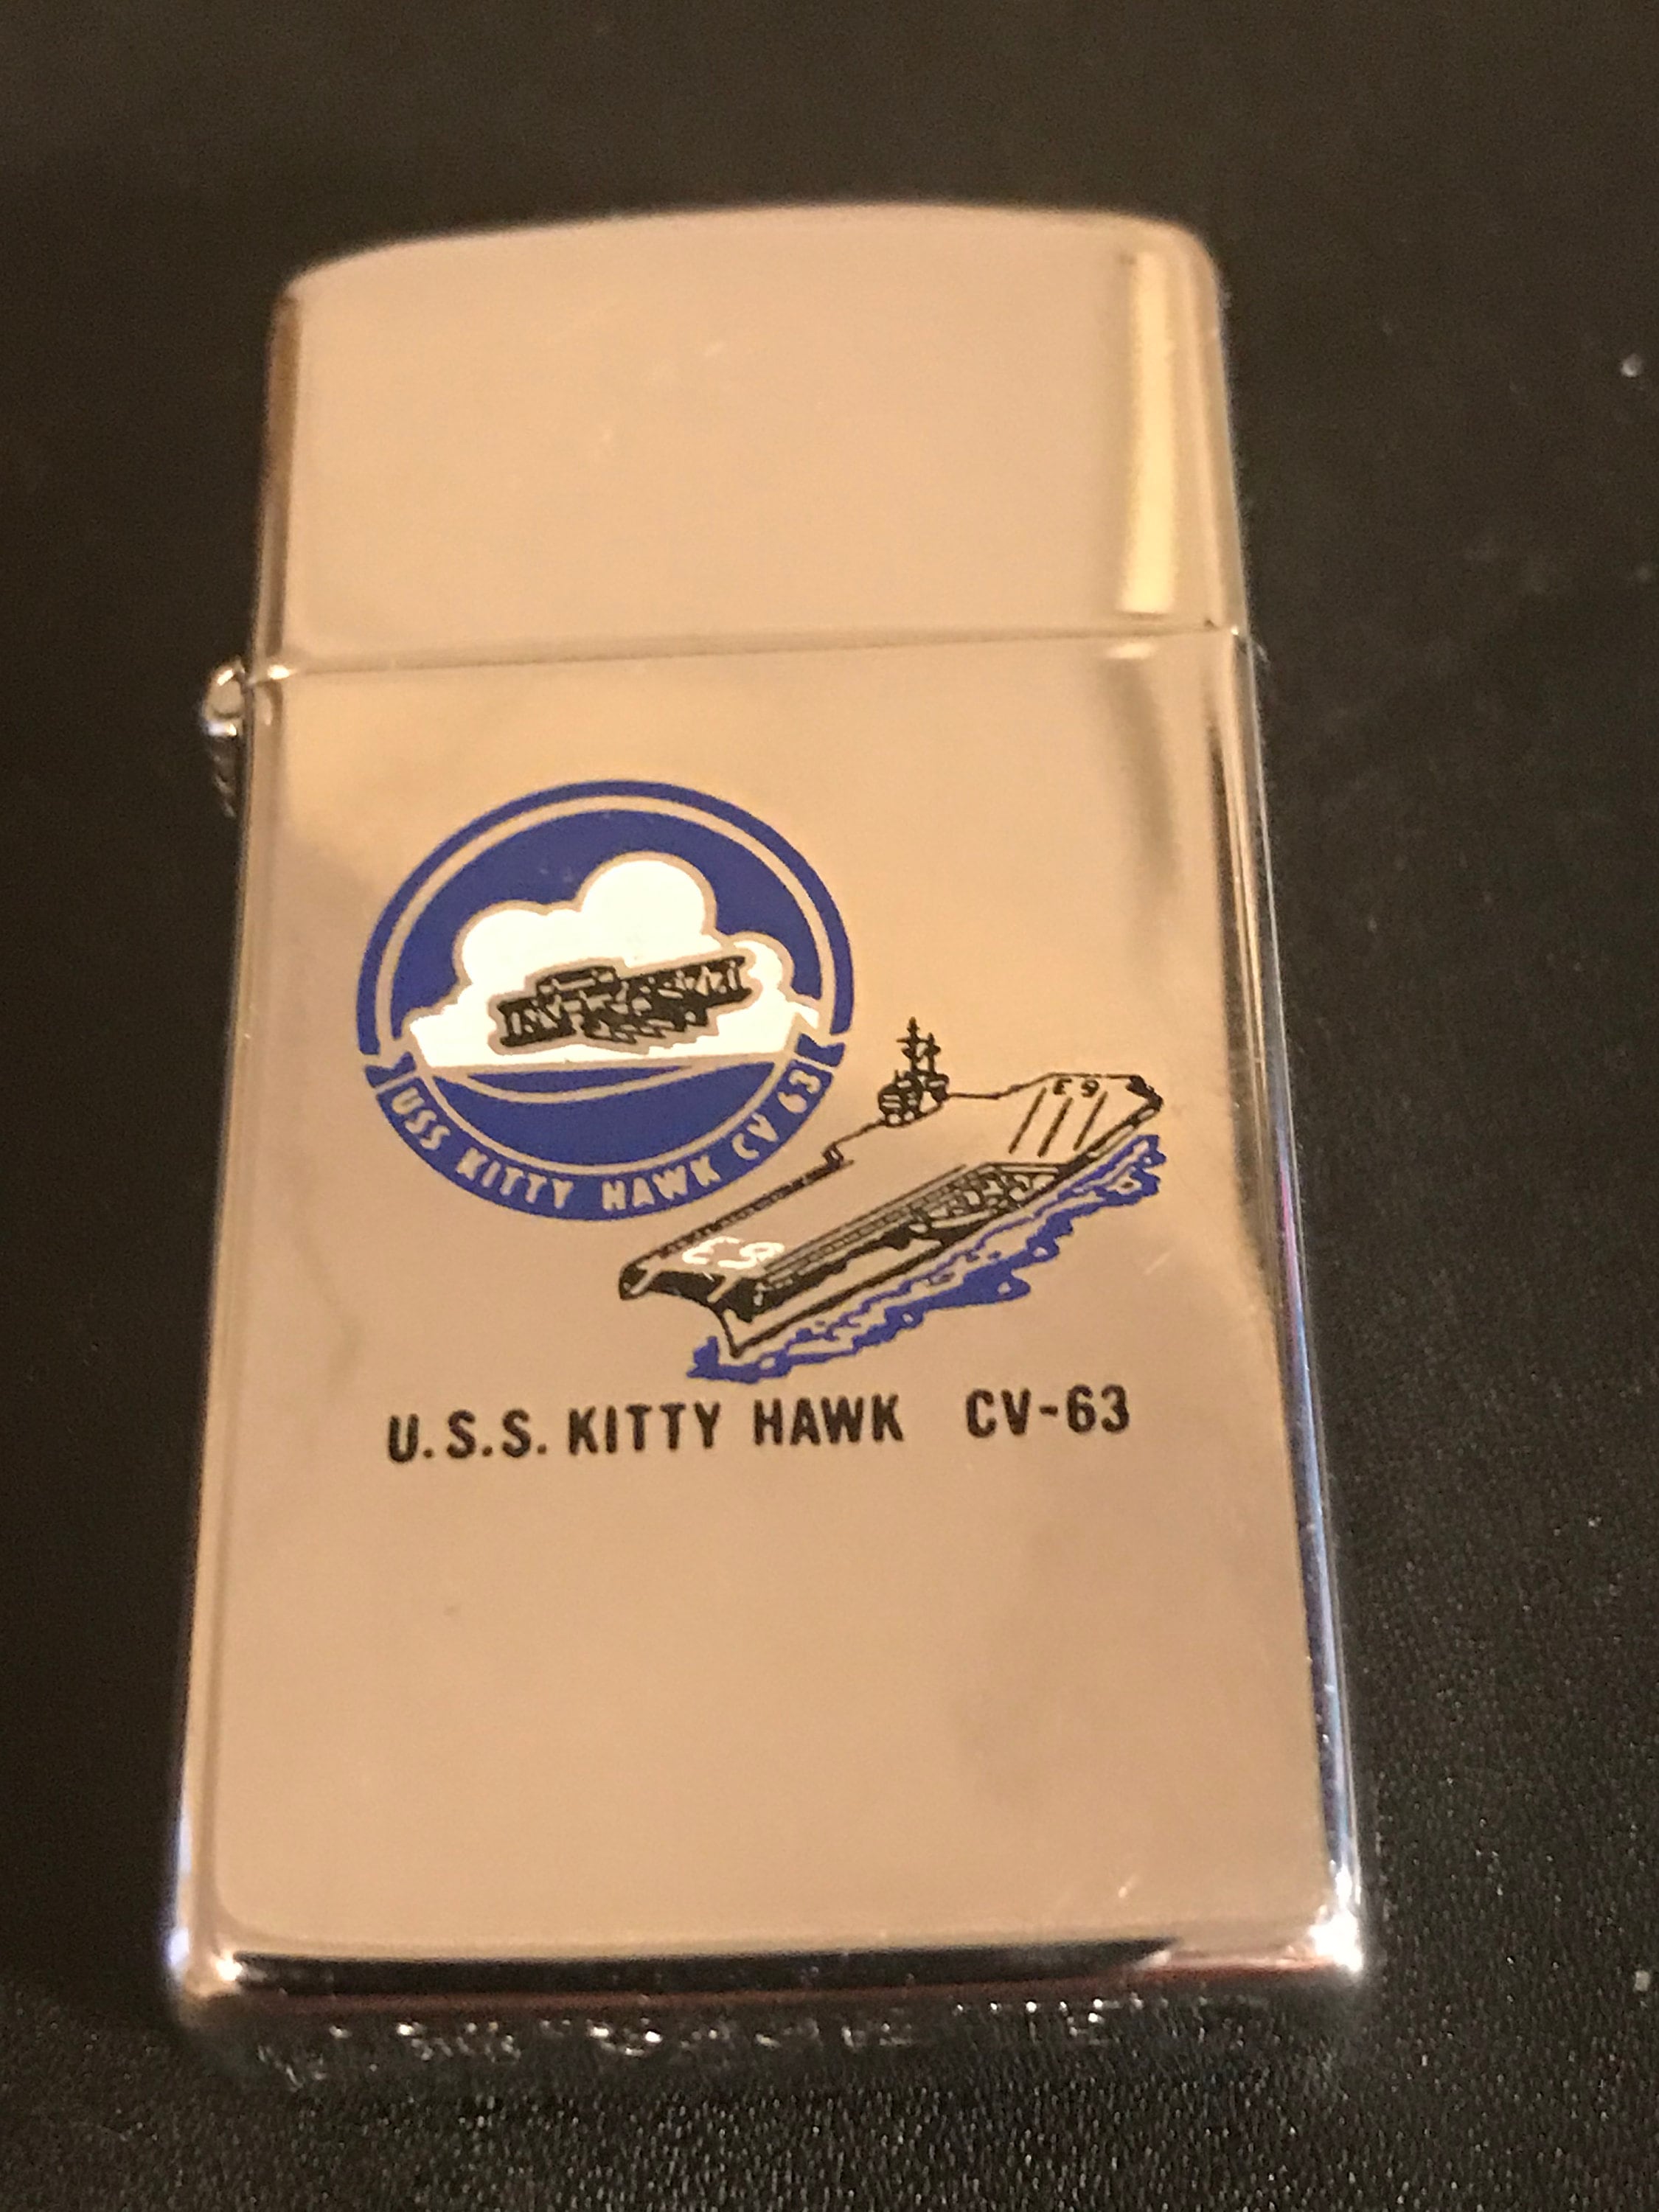 USS KITTY HAWK CV 63
63
63
U.S.S. KITTY HAWK CV-63